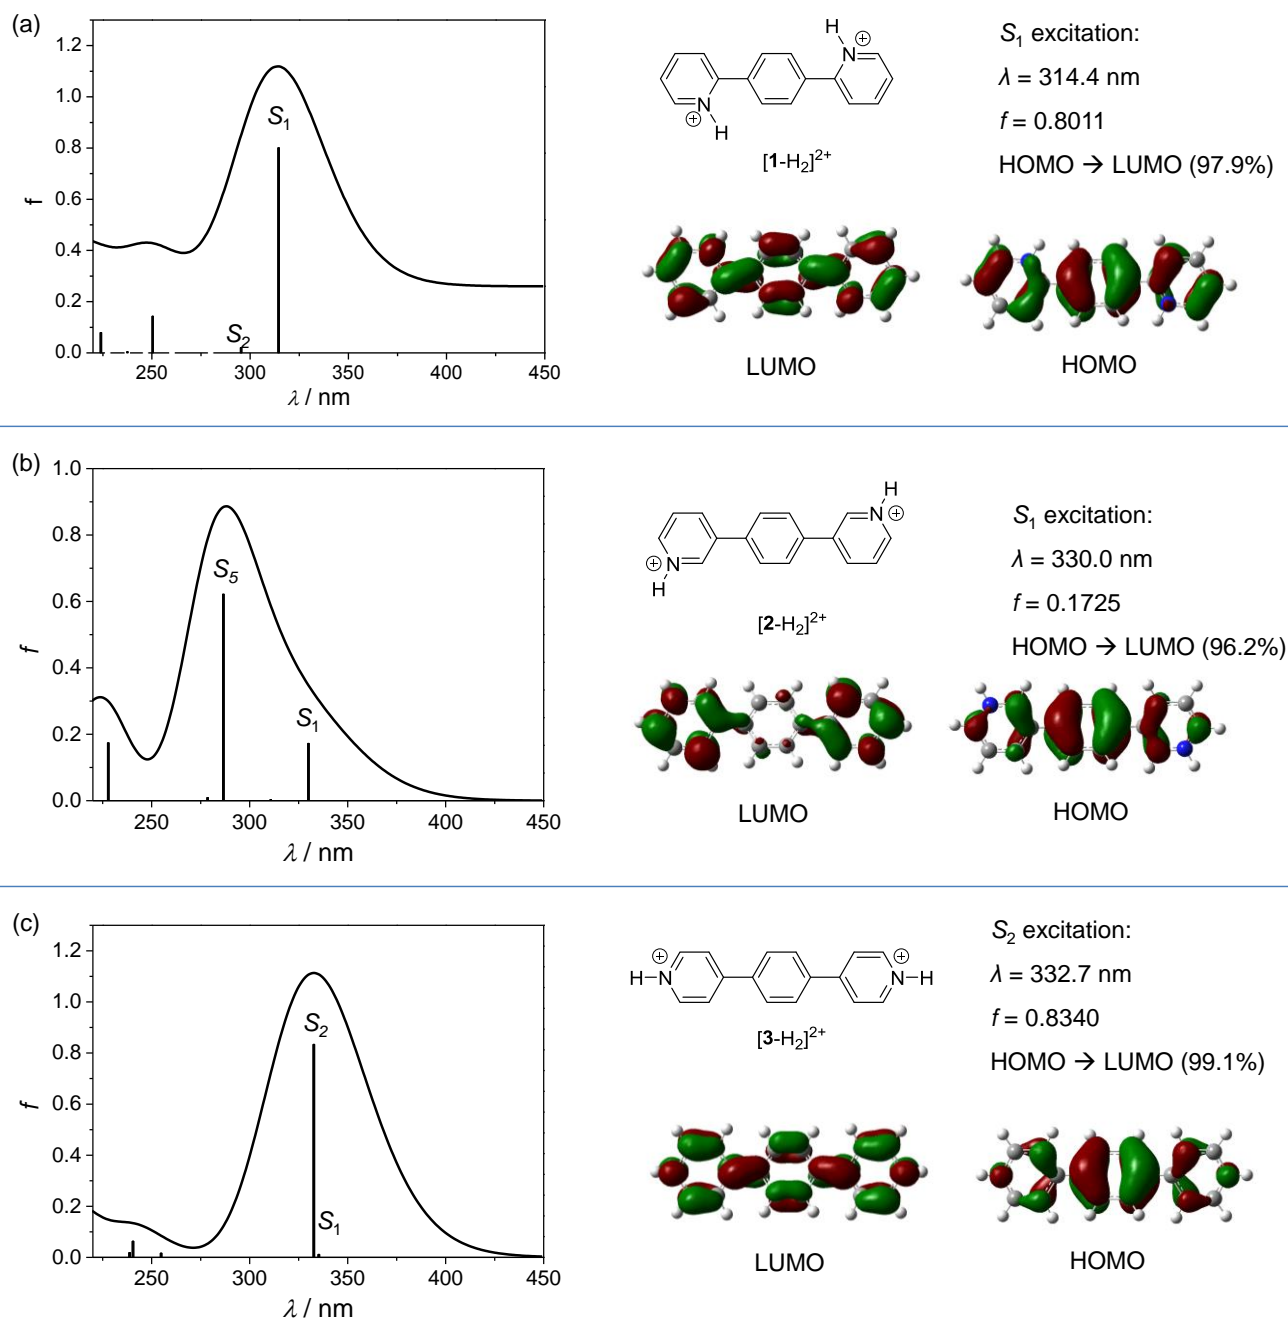 (a)
1.2
1.0
0.8
0.6
0.4
0.2
0.0
f
S1
S2
250 300 350 400 450
λ / nm
H
N
⊕
N
⊕
H
[1-H2]2+
S1 excitation:
λ = 314.4 nm
f = 0.8011
HOMO → LUMO (97.9%)
LUMO
HOMO
(b)
1.0
0.8
0.6
0.4
0.2
0.0
f
S5
S1
250 300 350 400 450
λ / nm
H
N
⊕
⊕
N
H
[2-H2]2+
S1 excitation:
λ = 330.0 nm
f = 0.1725
HOMO → LUMO (96.2%)
LUMO
HOMO
(c)
1.2
1.0
0.8
0.6
0.4
0.2
0.0
f
S2
S1
250 300 350 400 450
λ / nm
⊕
⊕
H-N
N-H
[3-H2]2+
S2 excitation:
λ = 332.7 nm
f = 0.8340
HOMO → LUMO (99.1%)
LUMO
HOMO